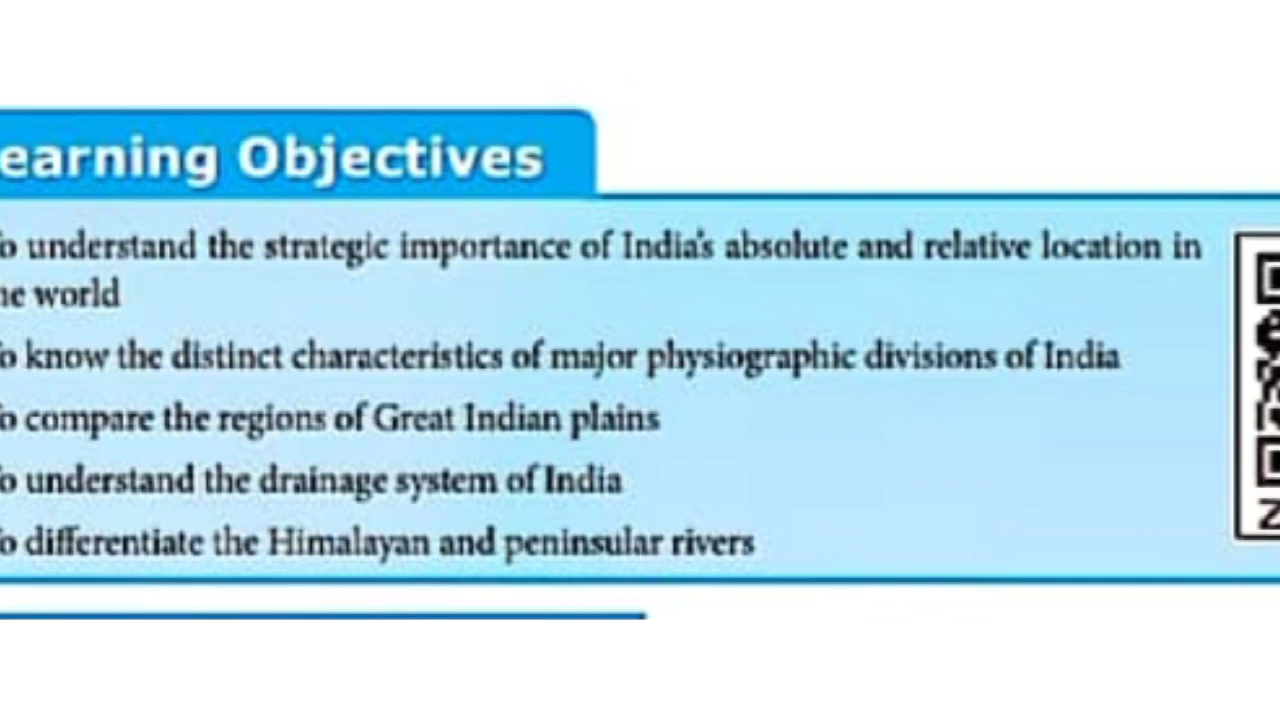 earning Objectives
o understand the strategic importance of India's absolute and relative location in
he world
o know the distinct characteristics of major physiographic divisions of India
o compare the regions of Great Indian plains
o understand the drainage system of India
o differentiate the Himalayan and peninsular rivers